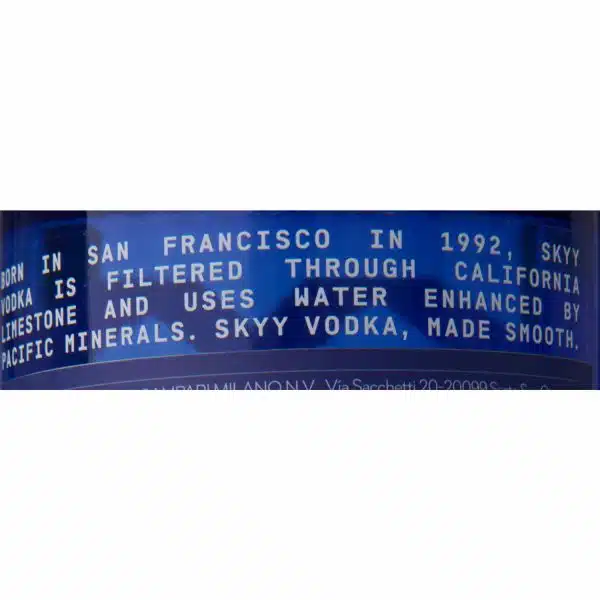 BORN IN SAN FRANCISCO IN 1992, SKYY
VODKA IS FILTERED THROUGH CALIFORNIA
LIMESTONE AND USES WATER ENHANCED BY
PACIFIC MINERALS. SKYY VODKA, MADE SMOOTH.
CAMPARI MILANO N.V. Via Sacchetti 20-20099